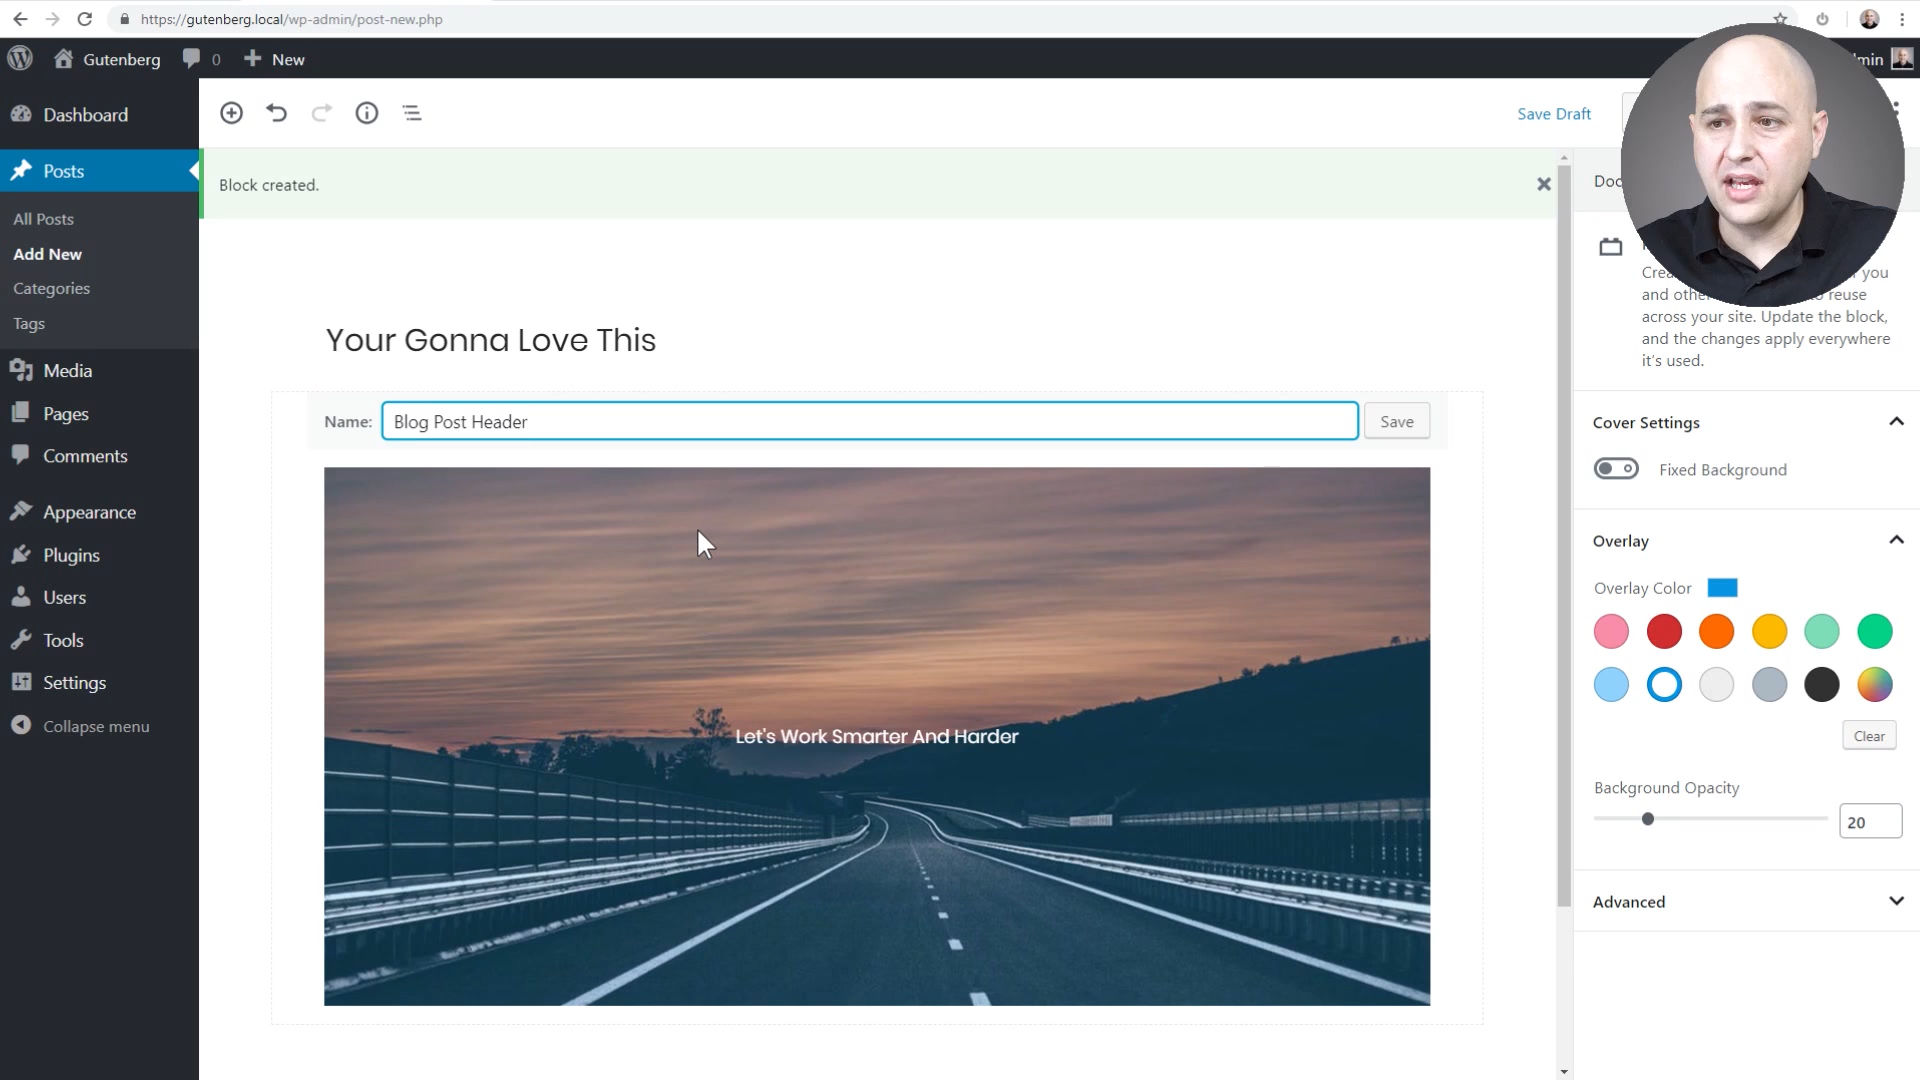 https://gutenberg.local/wp-admin/post-new.php
Gutenberg
0
New
min
Dashboard
Posts
All Posts
Add New
Categories
Tags
Media
Pages
Comments
Appearance
Plugins
Users
Tools
Settings
Collapse menu
Save Draft
Block created.
Your Gonna Love This
Name:
Blog Post Header
Save
Let's Work Smarter And Harder
Doc
Crea
you
and othe
reuse
across your site. Update the block,
and the changes apply everywhere
it's used.
Cover Settings
Fixed Background
Overlay
Overlay Color
Clear
Background Opacity
20
Advanced